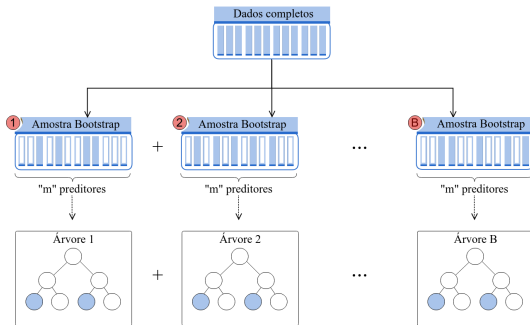 Dados completos
1 Amostra Bootstrap
2 Amostra Bootstrap
B Amostra Bootstrap
+
...
"m" preditores
"m" preditores
"m" preditores
Árvore 1
Árvore 2
Árvore B
+
...